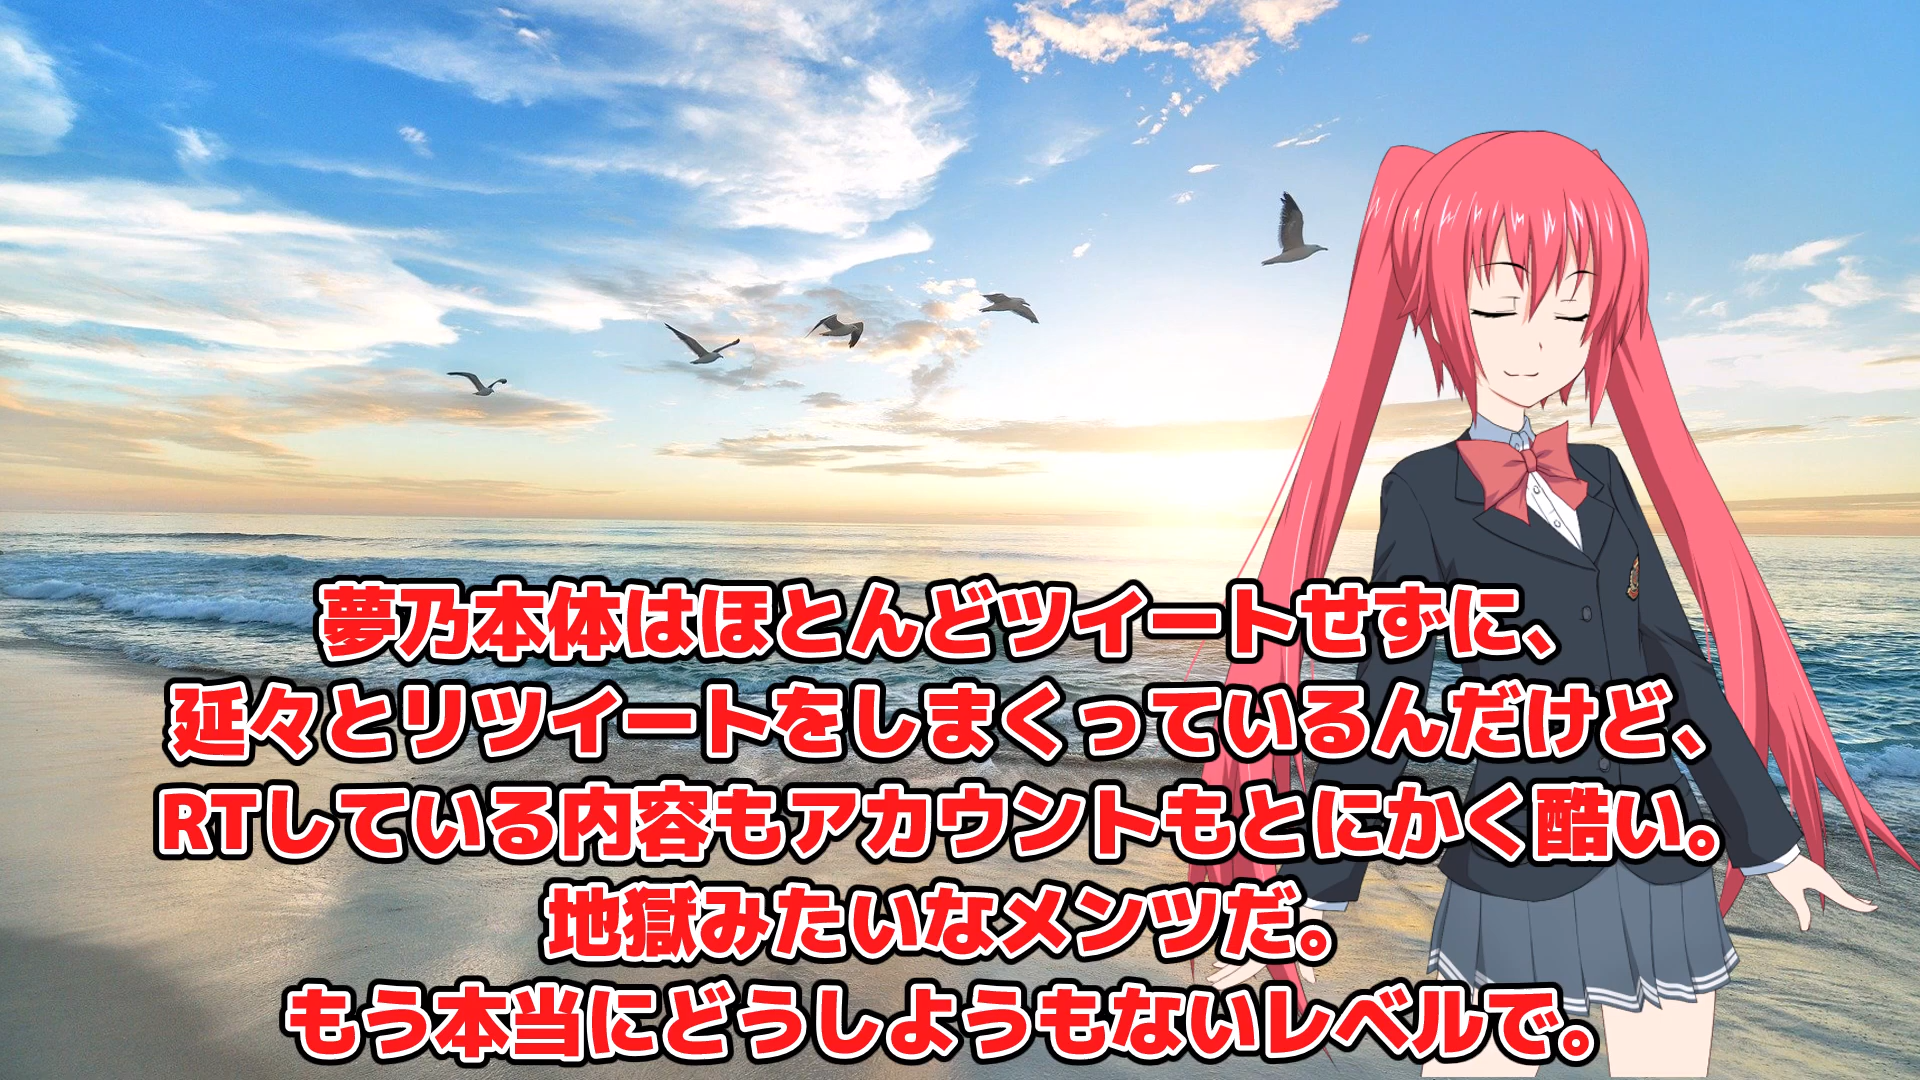 夢乃本体はほとんどツイートせずに、
延々とリツイートをしまくっているんだけど、
RTしている内容もアカウントもとにかく酷い。
地獄みたいなメンツだ。
もう本当にどうしようもないレベルで。